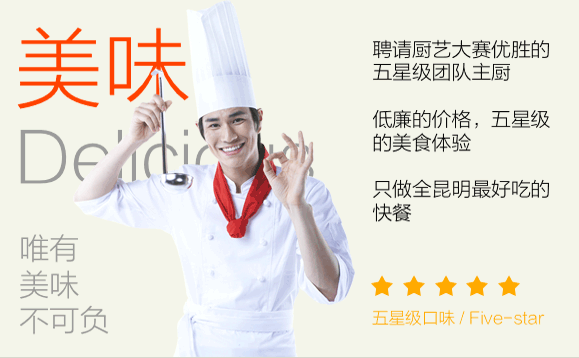 美味
Delicious
唯有
美味
不可负
聘请厨艺大赛优胜的
五星级团队主厨
低廉的价格，五星级
的美食体验
只做全昆明最好吃的
快餐
五星级口味 / Five-star